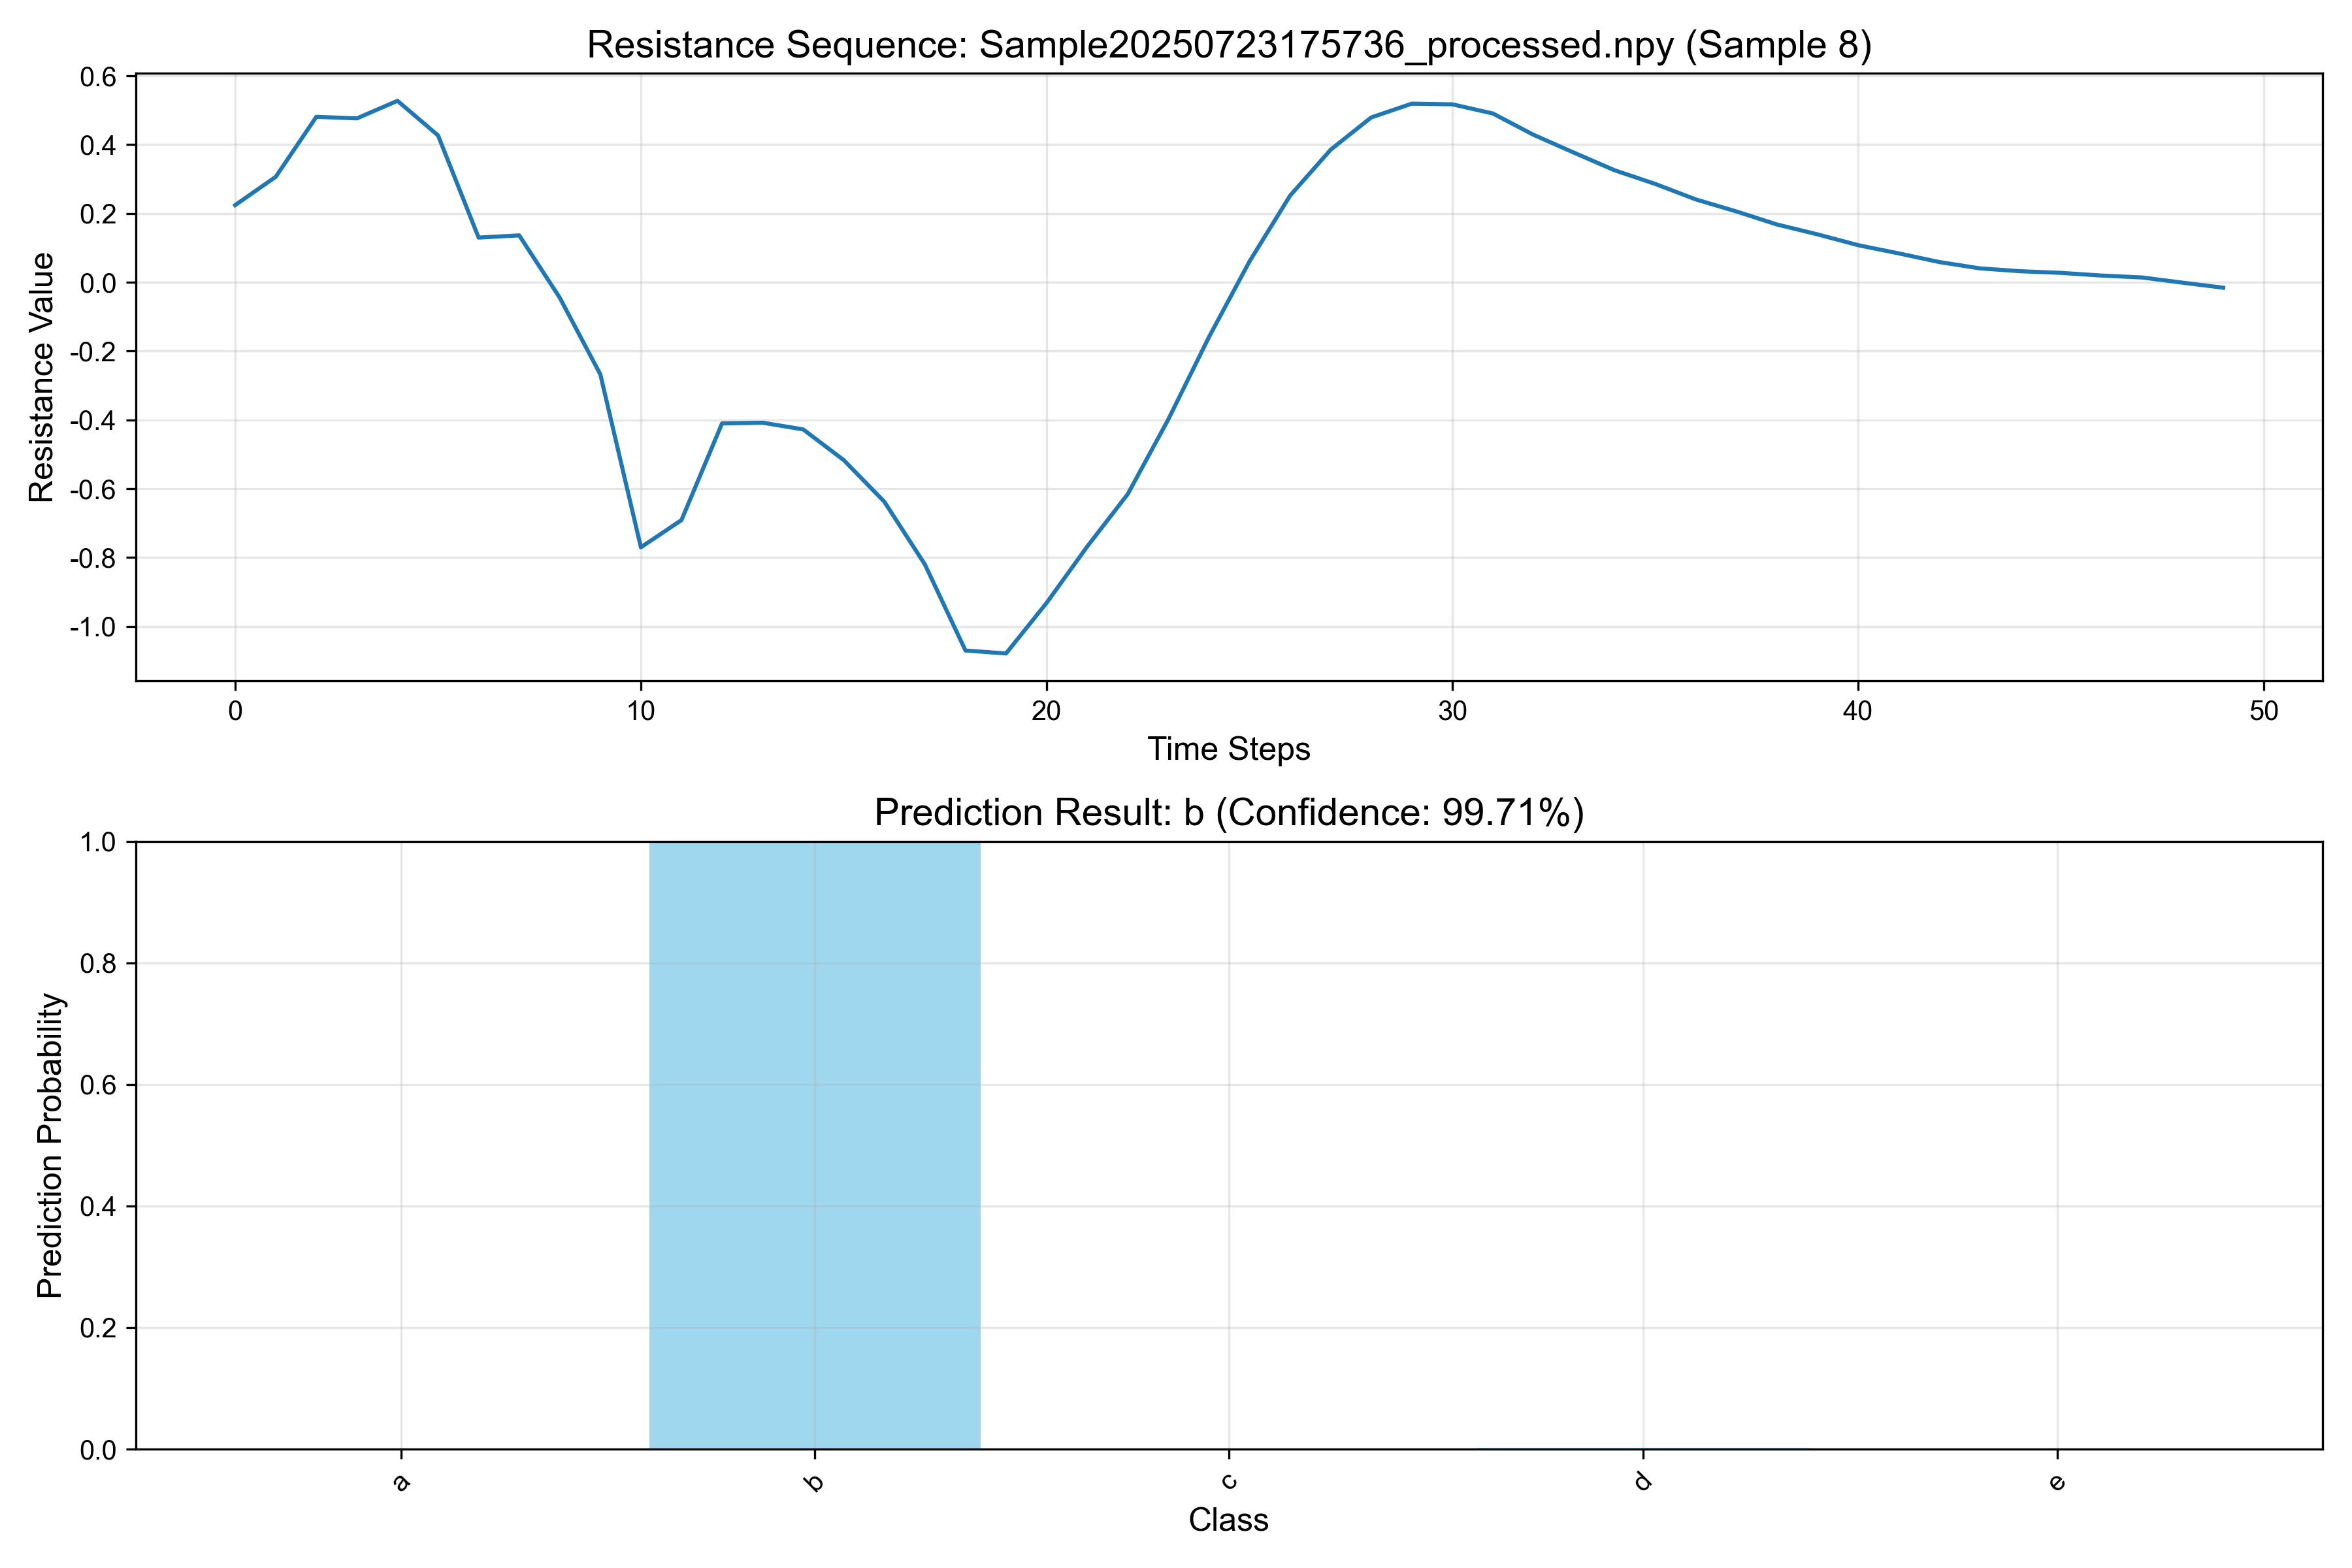 Resistance Sequence: Sample20250723175736_processed.npy (Sample 8)
0.6
0.4
0.2
0.0
-0.2
-0.4
-0.6
-0.8
-1.0
Resistance Value
0 10 20 30 40 50
Time Steps
Prediction Result: b (Confidence: 99.71%)
1.0
0.8
0.6
0.4
0.2
0.0
Prediction Probability
a b c d e
Class